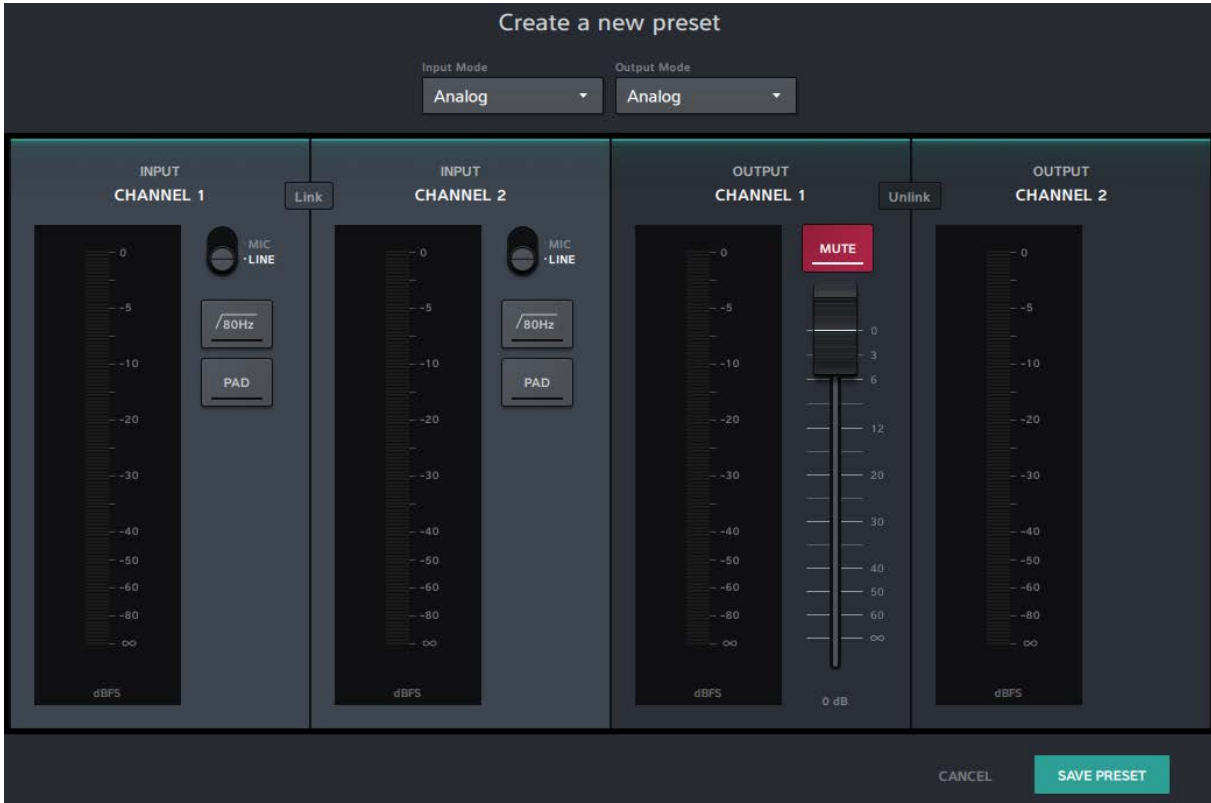 Create a new preset
Input Mode
Output Mode
Analog
Analog
INPUT
CHANNEL 1
Link
INPUT
CHANNEL 2
OUTPUT
CHANNEL 1
Unlink
OUTPUT
CHANNEL 2
0
-5
-10
-20
-30
-40
-50
-60
-80
∞
dBFS
MIC
LINE
80Hz
PAD
0
-5
-10
-20
-30
-40
-50
-60
-80
∞
dBFS
MIC
LINE
80Hz
PAD
0
-5
-10
-20
-30
-40
-50
-60
-80
∞
dBFS
MUTE
0
3
6
12
20
30
40
50
60
∞
0 dB
0
-5
-10
-20
-30
-40
-50
-60
-80
∞
dBFS
CANCEL
SAVE PRESET